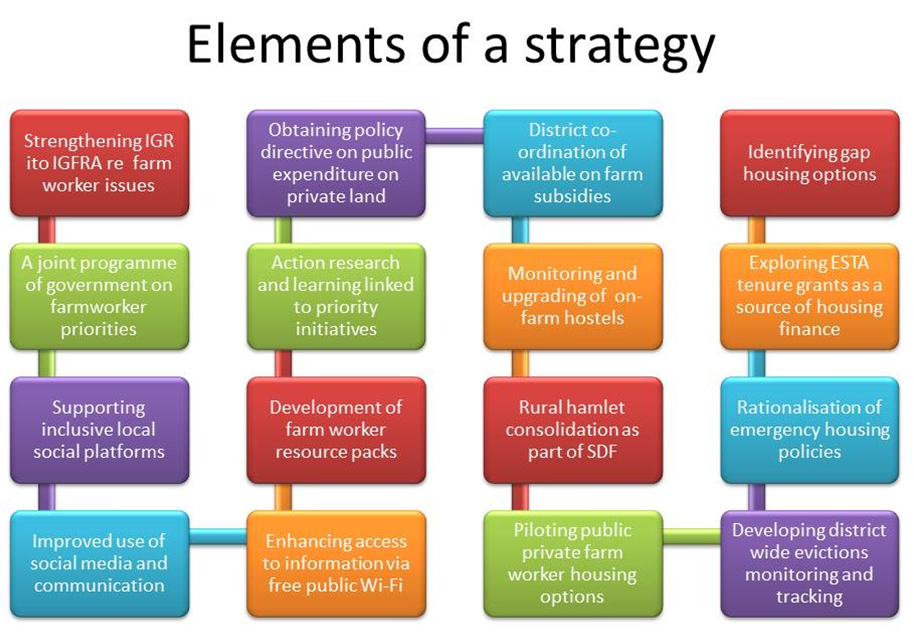 Elements of a strategy
Strengthening IGR
ito IGFRA re farm
worker issues
A joint programme
of government on
farmworker
priorities
Supporting
inclusive local
social platforms
Improved use of
social media and
communication
Enhancing access
to information via
free public Wi-Fi
Development of
farm worker
resource packs
Action research
and learning linked
to priority
initiatives
Obtaining policy
directive on public
expenditure on
private land
District co-
ordination of
available on farm
subsidies
Monitoring and
upgrading of on-
farm hostels
Rural hamlet
consolidation as
part of SDF
Piloting public
private farm
worker housing
options
Developing district
wide evictions
monitoring and
tracking
Rationalisation of
emergency housing
policies
Exploring ESTA
tenure grants as a
source of housing
finance
Identifying gap
housing options